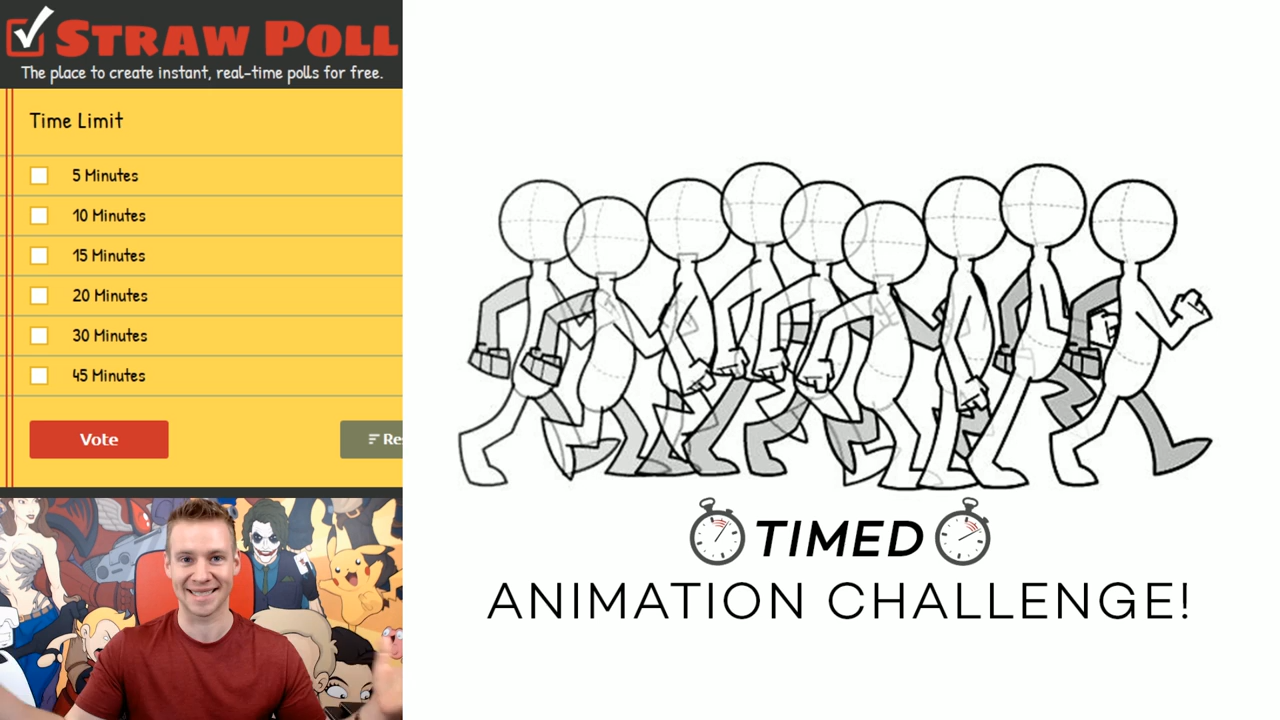 STRAW POLL
The place to create instant, real-time polls for free.
Time Limit
5 Minutes
10 Minutes
15 Minutes
20 Minutes
30 Minutes
45 Minutes
Vote
Re
TIMED
ANIMATION CHALLENGE!